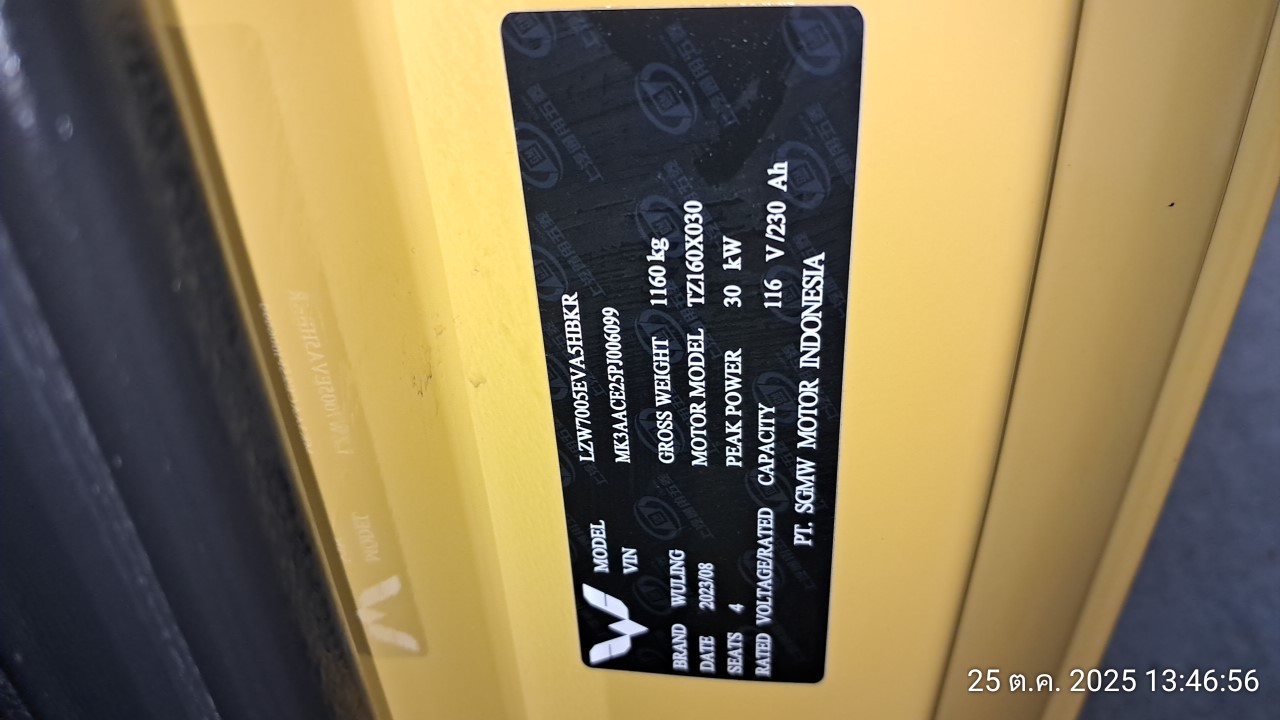 MODEL LZW7005EVA5HBKR
VIN MK3AACE25PJ006099
BRAND WULING GROSS WEIGHT 1160 kg
DATE 2023/08 MOTOR MODEL TZ160X030
SEATS 4 PEAK POWER 30 kW
RATED VOLTAGE/RATED CAPACITY 116 V /230 Ah
PT. SGMW MOTOR INDONESIA
25 ต.ค. 2025 13:46:56